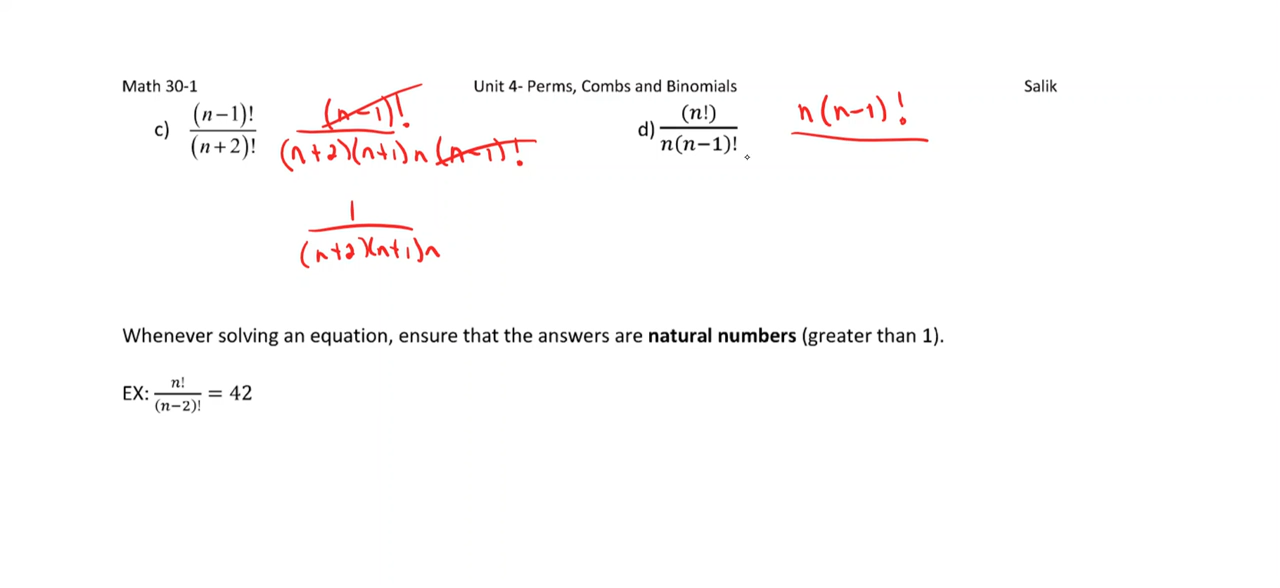 Math 30-1 Unit 4- Perms, Combs and Binomials Salik
c) (n−1)! / (n+2)! (n−1)! / (n+2)(n+1)n(n−1)! d) (n!) / n(n−1)! n(n−1)!
1 / (n+2)(n+1)n
Whenever solving an equation, ensure that the answers are natural numbers (greater than 1).
EX: n! / (n−2)! = 42